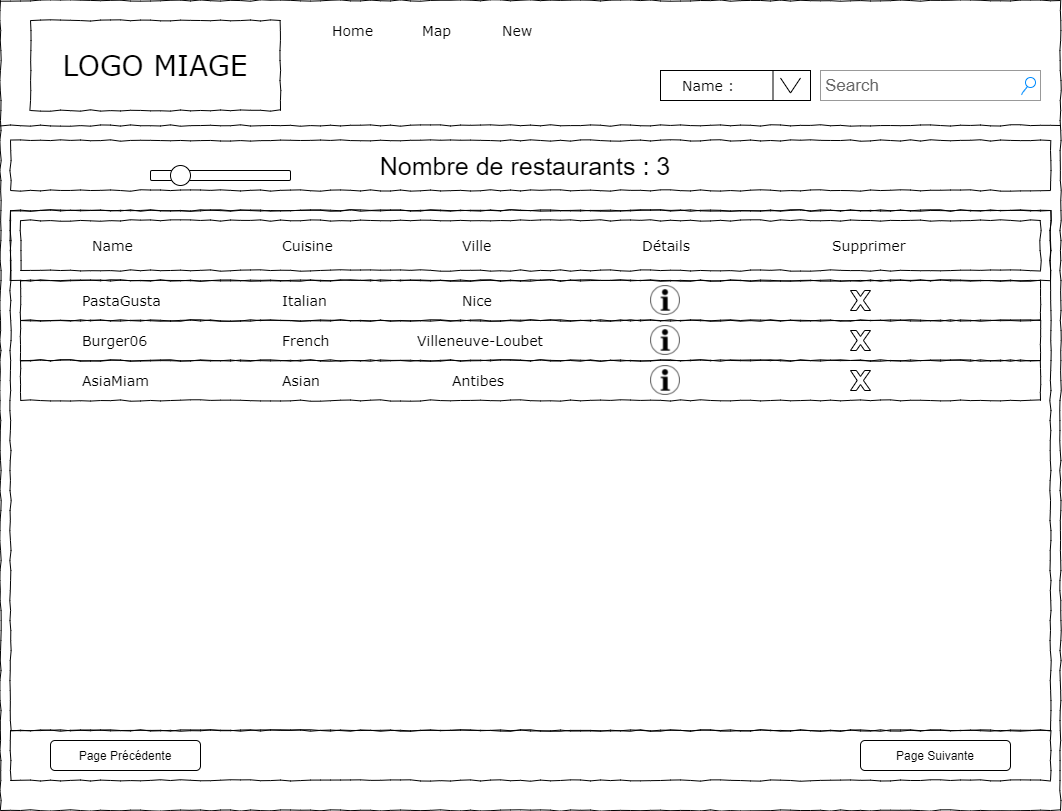 LOGO MIAGE
Home Map New
Name : Search
Nombre de restaurants : 3
Name Cuisine Ville Détails Supprimer
PastaGusta Italian Nice i X
Burger06 French Villeneuve-Loubet i X
AsiaMiam Asian Antibes i X
Page Précédente Page Suivante